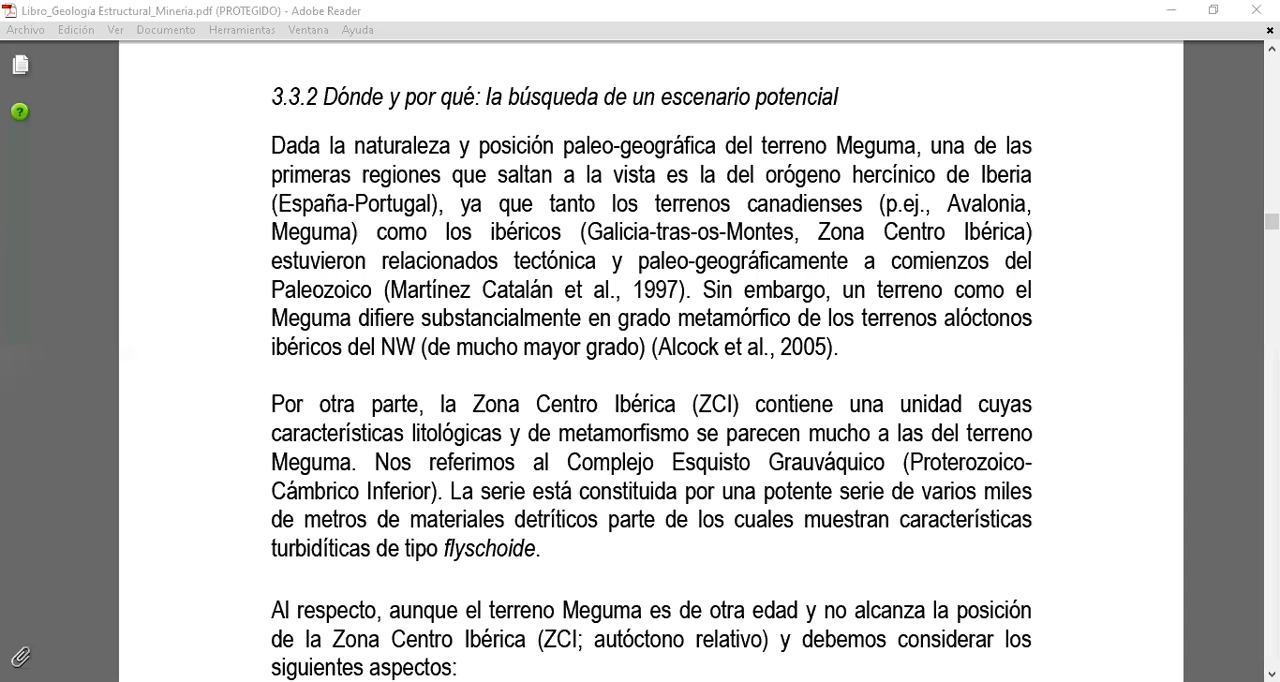 Libro_Geología Estructural_Mineria.pdf (PROTEGIDO) - Adobe Reader
Archivo Edición Ver Documento Herramientas Ventana Ayuda
3.3.2 Dónde y por qué: la búsqueda de un escenario potencial
Dada la naturaleza y posición paleo-geográfica del terreno Meguma, una de las
primeras regiones que saltan a la vista es la del orógeno hercínico de Iberia
(España-Portugal), ya que tanto los terrenos canadienses (p.ej., Avalonia,
Meguma) como los ibéricos (Galicia-tras-os-Montes, Zona Centro Ibérica)
estuvieron relacionados tectónica y paleo-geográficamente a comienzos del
Paleozoico (Martínez Catalán et al., 1997). Sin embargo, un terreno como el
Meguma difiere substancialmente en grado metamórfico de los terrenos alóctonos
ibéricos del NW (de mucho mayor grado) (Alcock et al., 2005).
Por otra parte, la Zona Centro Ibérica (ZCI) contiene una unidad cuyas
características litológicas y de metamorfismo se parecen mucho a las del terreno
Meguma. Nos referimos al Complejo Esquisto Grauváquico (Proterozoico-
Cámbrico Inferior). La serie está constituida por una potente serie de varios miles
de metros de materiales detríticos parte de los cuales muestran características
turbidíticas de tipo flyschoide.
Al respecto, aunque el terreno Meguma es de otra edad y no alcanza la posición
de la Zona Centro Ibérica (ZCI; autóctono relativo) y debemos considerar los
siguientes aspectos: